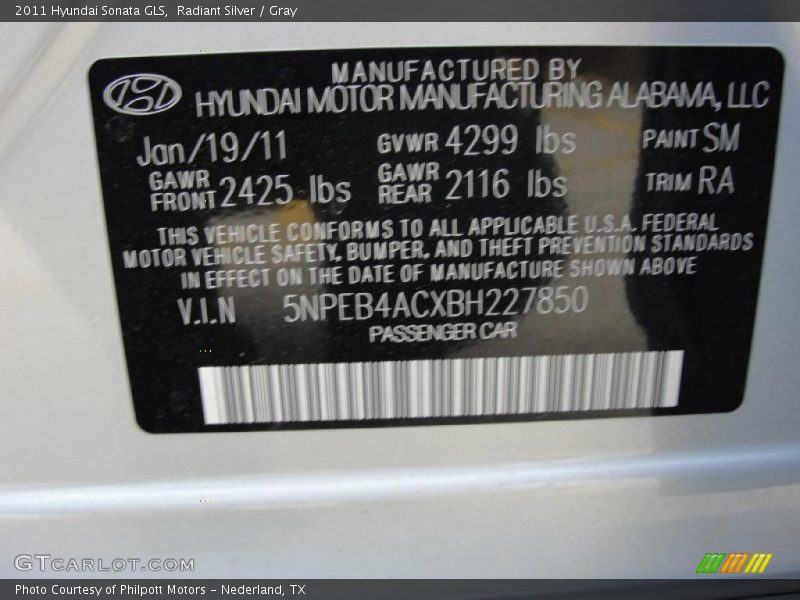 2011 Hyundai Sonata GLS, Radiant Silver / Gray
MANUFACTURED BY
HYUNDAI MOTOR MANUFACTURING ALABAMA, LLC
Jan/19/11 GVWR 4299 lbs PAINT SM
GAWR FRONT 2425 lbs GAWR REAR 2116 lbs TRIM RA
THIS VEHICLE CONFORMS TO ALL APPLICABLE U.S.A. FEDERAL
MOTOR VEHICLE SAFETY, BUMPER, AND THEFT PREVENTION STANDARDS
IN EFFECT ON THE DATE OF MANUFACTURE SHOWN ABOVE
V.I.N 5NPEB4ACXBH227850
PASSENGER CAR
GTCARLOT.COM
Photo Courtesy of Philpott Motors - Nederland, TX